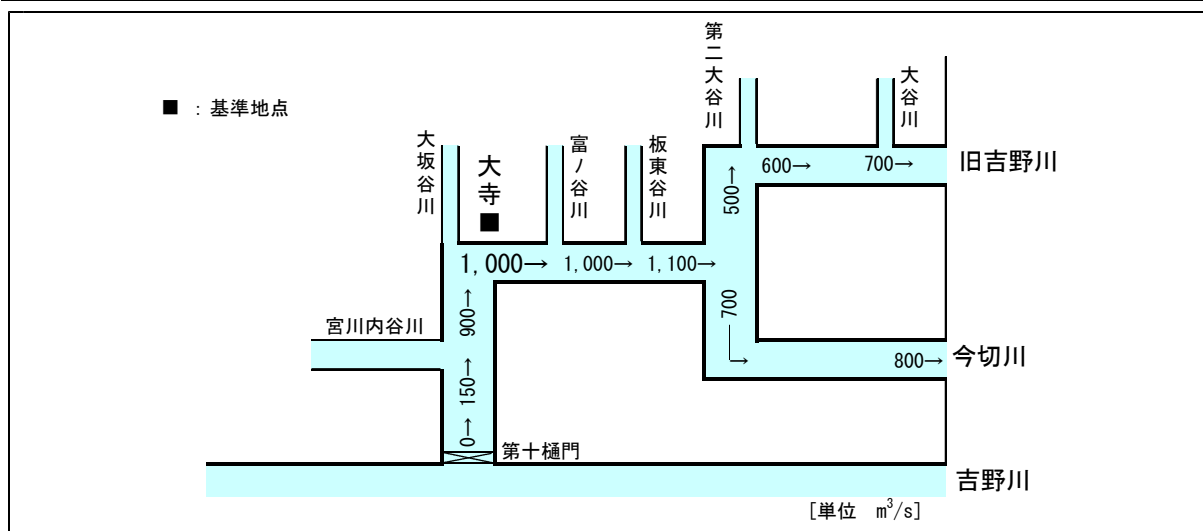 ■ : 基準地点
第二大谷川
大谷川
旧吉野川
600→
700→
500→
大坂谷川
大寺
■
富ノ谷川
板東谷川
1,000→
1,000→
1,100→
700
→
800→
今切川
宮川内谷川
900→
150→
0→
第十樋門
吉野川
[単位 m³/s]